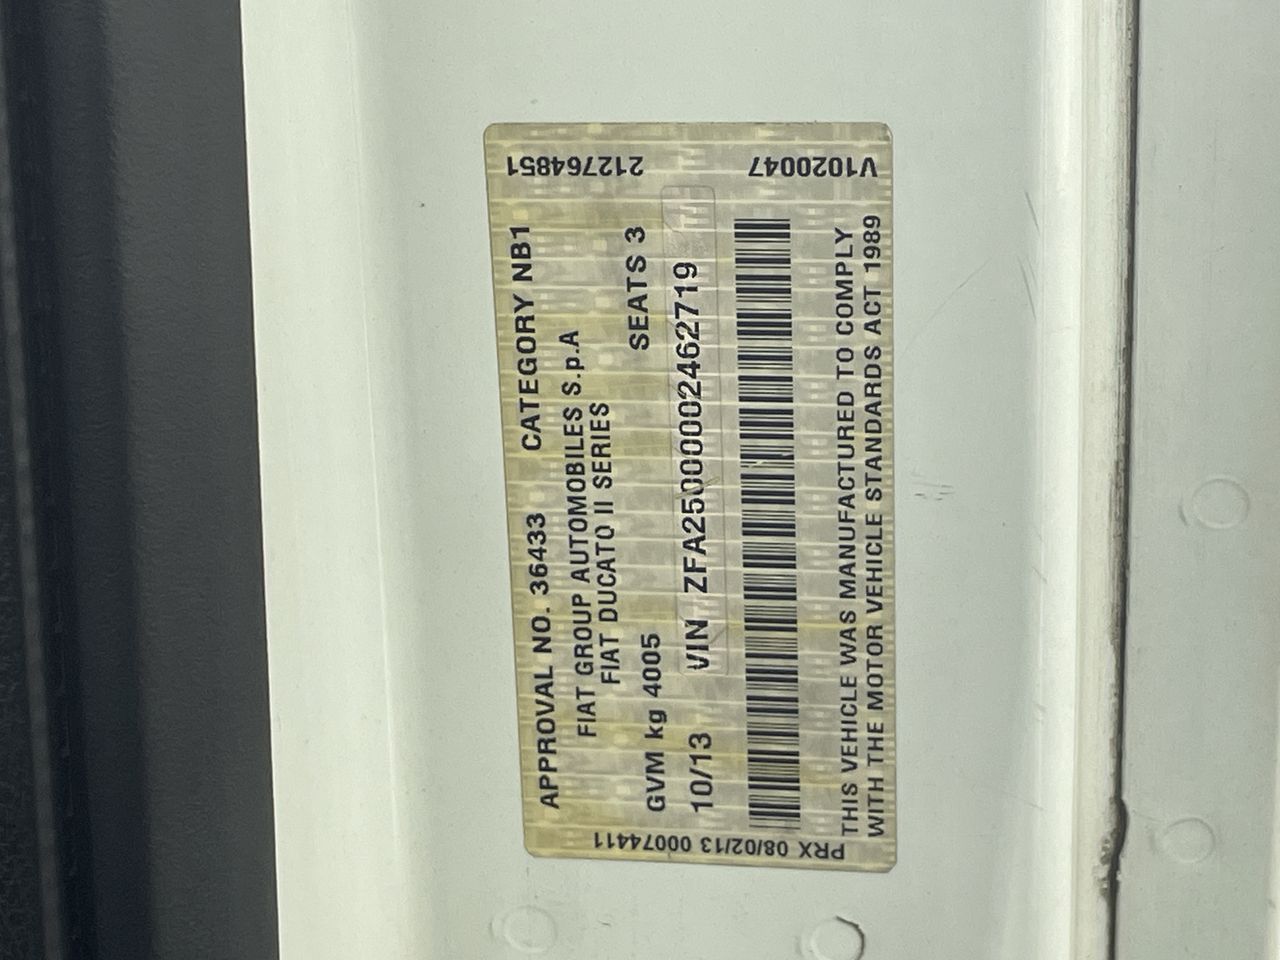 APPROVAL NO. 36433 CATEGORY NB1
FIAT GROUP AUTOMOBILES S.p.A
FIAT DUCATO II SERIES
GVM kg 4005 SEATS 3
10/13 VIN ZFA25000002462719
THIS VEHICLE WAS MANUFACTURED TO COMPLY
WITH THE MOTOR VEHICLE STANDARDS ACT 1989
212764851
V1020047
PRX 08/02/13 00074411